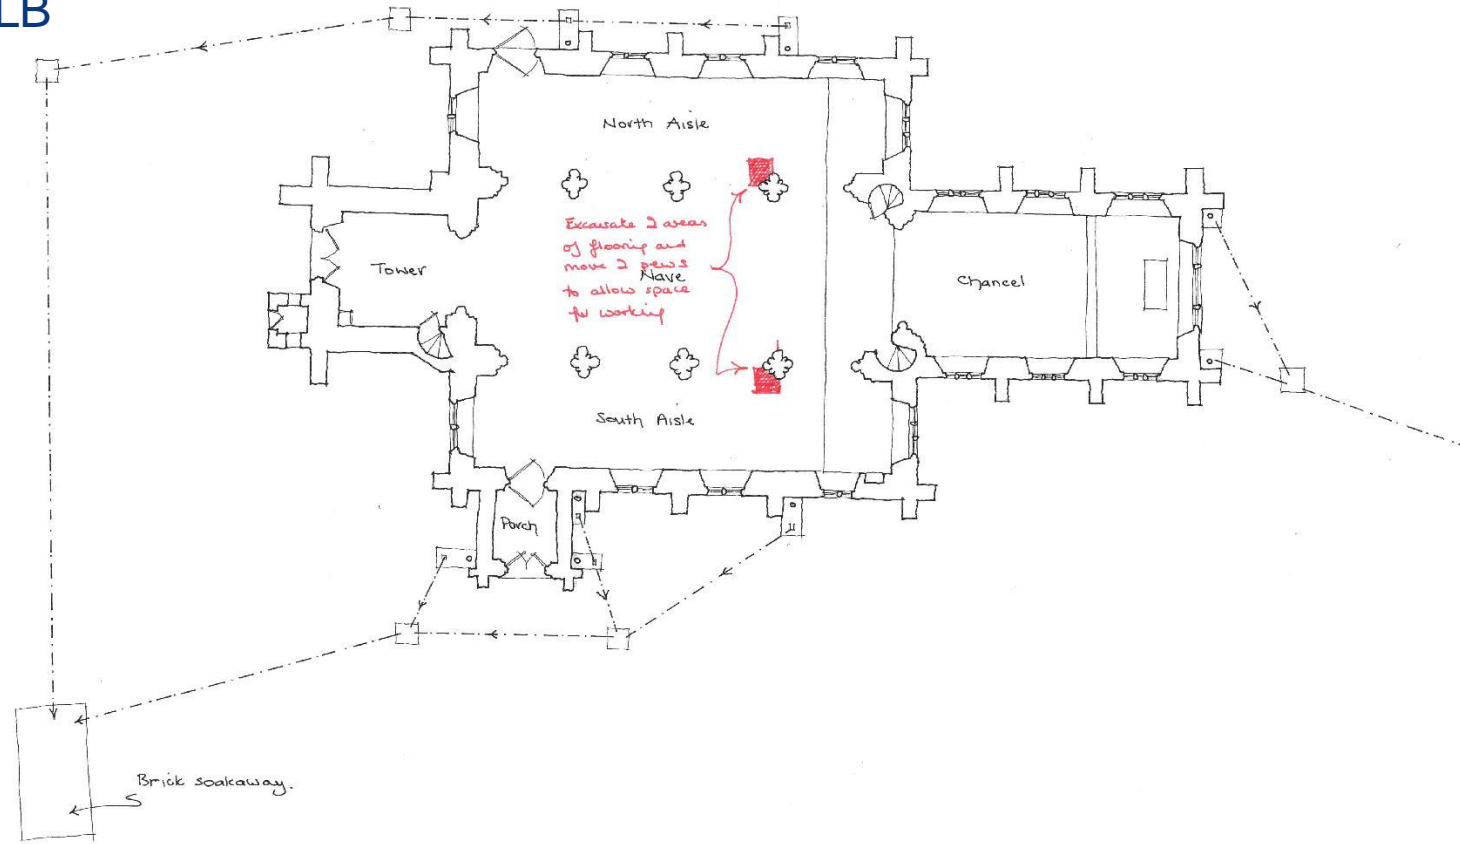 LB
North Aisle
Excavate 2 areas
of flooring and
move 2 pews
to allow space
for working
Nave
Tower
Chancel
South Aisle
Porch
Brick soakaway.